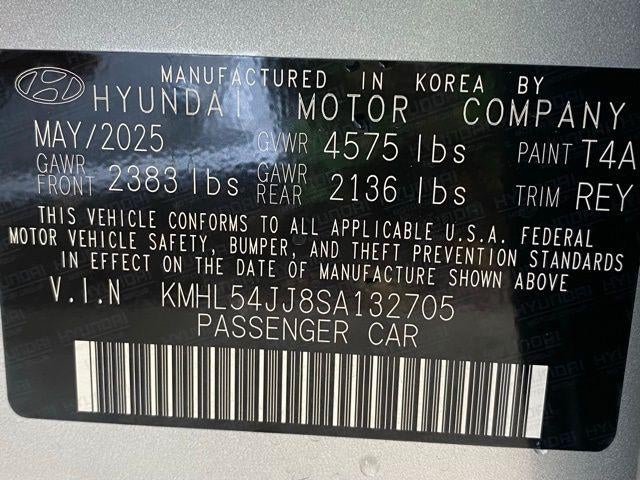 MANUFACTURED IN KOREA BY
HYUNDAI MOTOR COMPANY
MAY/2025 GVWR 4575 lbs PAINT T4A
GAWR FRONT 2383 lbs GAWR REAR 2136 lbs TRIM REY
THIS VEHICLE CONFORMS TO ALL APPLICABLE U.S.A. FEDERAL
MOTOR VEHICLE SAFETY, BUMPER, AND THEFT PREVENTION STANDARDS
IN EFFECT ON THE DATE OF MANUFACTURE SHOWN ABOVE
V.I.N KMHL54JJ8SA132705
PASSENGER CAR